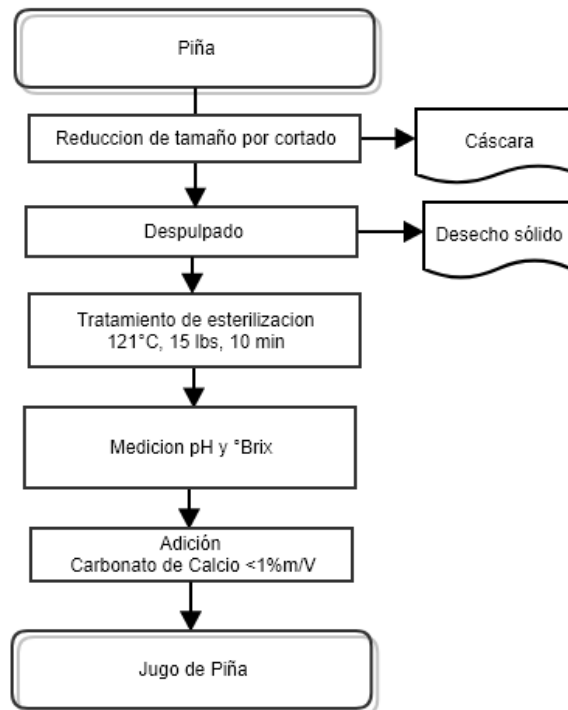 Piña
Reduccion de tamaño por cortado
Cáscara
Despulpado
Desecho sólido
Tratamiento de esterilizacion
121°C, 15 lbs, 10 min
Medicion pH y °Brix
Adición
Carbonato de Calcio <1%m/V
Jugo de Piña